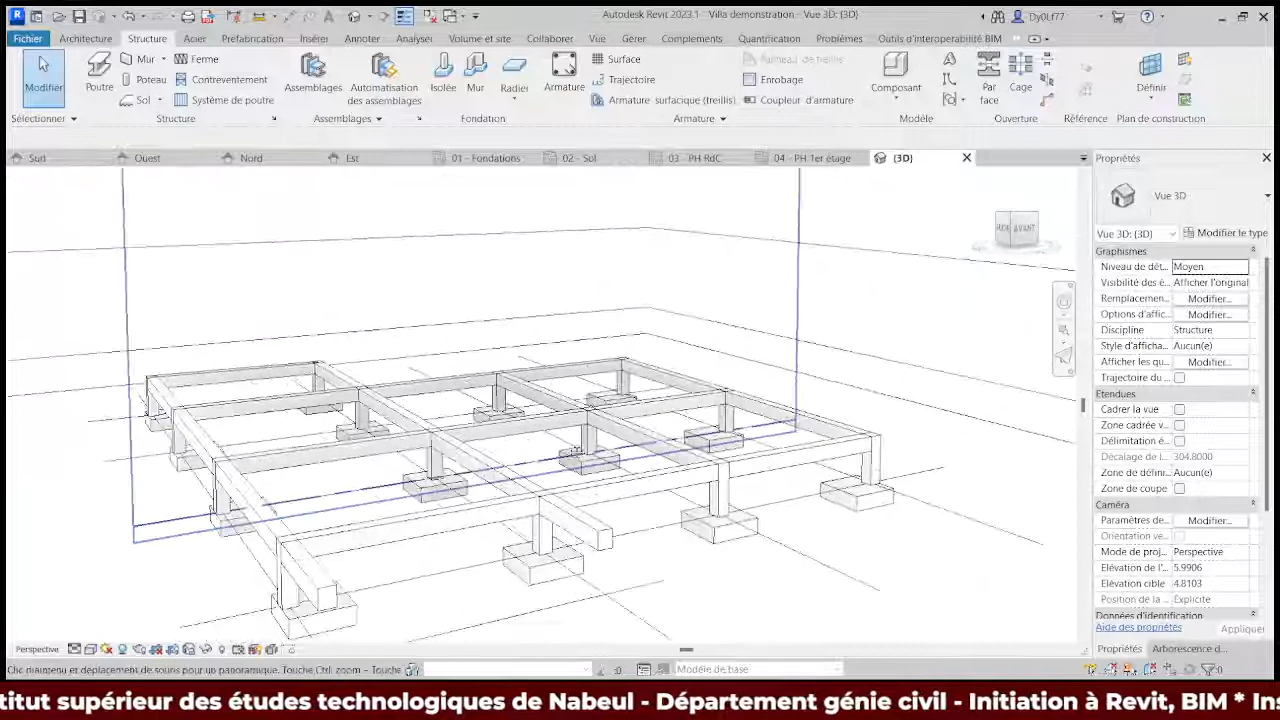 Autodesk Revit 2023.1 - Villa demonstration - Vue 3D: {3D}
DyOLf77
Fichier Architecture Structure Acier Préfabrication Insérer Annoter Analyser Volume et site Collaborer Vue Gérer Compléments Quantification Problèmes Outils d'interopérabilité BIM
Modifier
Poutre
Mur
Poteau
Sol
Ferme
Contreventement
Système de poutre
Assemblages
Automatisation
des assemblages
Isolée
Mur
Radier
Armature
Surface
Trajectoire
Armature surfacique (treillis)
Enrobage
Coupleur d'armature
Composant
Par
face
Cage
Définir
Sélectionner
Structure
Assemblages
Fondation
Armature
Modèle
Ouverture
Référence
Plan de construction
Sud Ouest Nord Est 01 - Fondations 02 - Sol 03 - PH RdC 04 - PH 1er étage {3D}
AVANT
Propriétés
Vue 3D
Vue 3D: {3D}
Modifier le type
Graphismes
Niveau de dét... Moyen
Visibilité des é... Afficher l'original
Remplacemen... Modifier...
Options d'affic... Modifier...
Discipline Structure
Style d'afficha... Aucun(e)
Afficher les qu... Modifier...
Trajectoire du ...
Etendues
Cadrer la vue
Zone cadrée v...
Délimitation é...
Décalage de l... 304.8000
Zone de défini... Aucun(e)
Zone de coupe
Caméra
Paramètres de... Modifier...
Orientation ve...
Mode de proj... Perspective
Elévation de l'... 5.9906
Elévation cible 4.8103
Position de la ... Explicite
Données d'identification
Aide des propriétés
Appliquer
Propriétés
Arborescence d...
Perspective
:0
Modèle de base
:0
titut supérieur des études technologiques de Nabeul - Département génie civil - Initiation à Revit, BIM * Ins